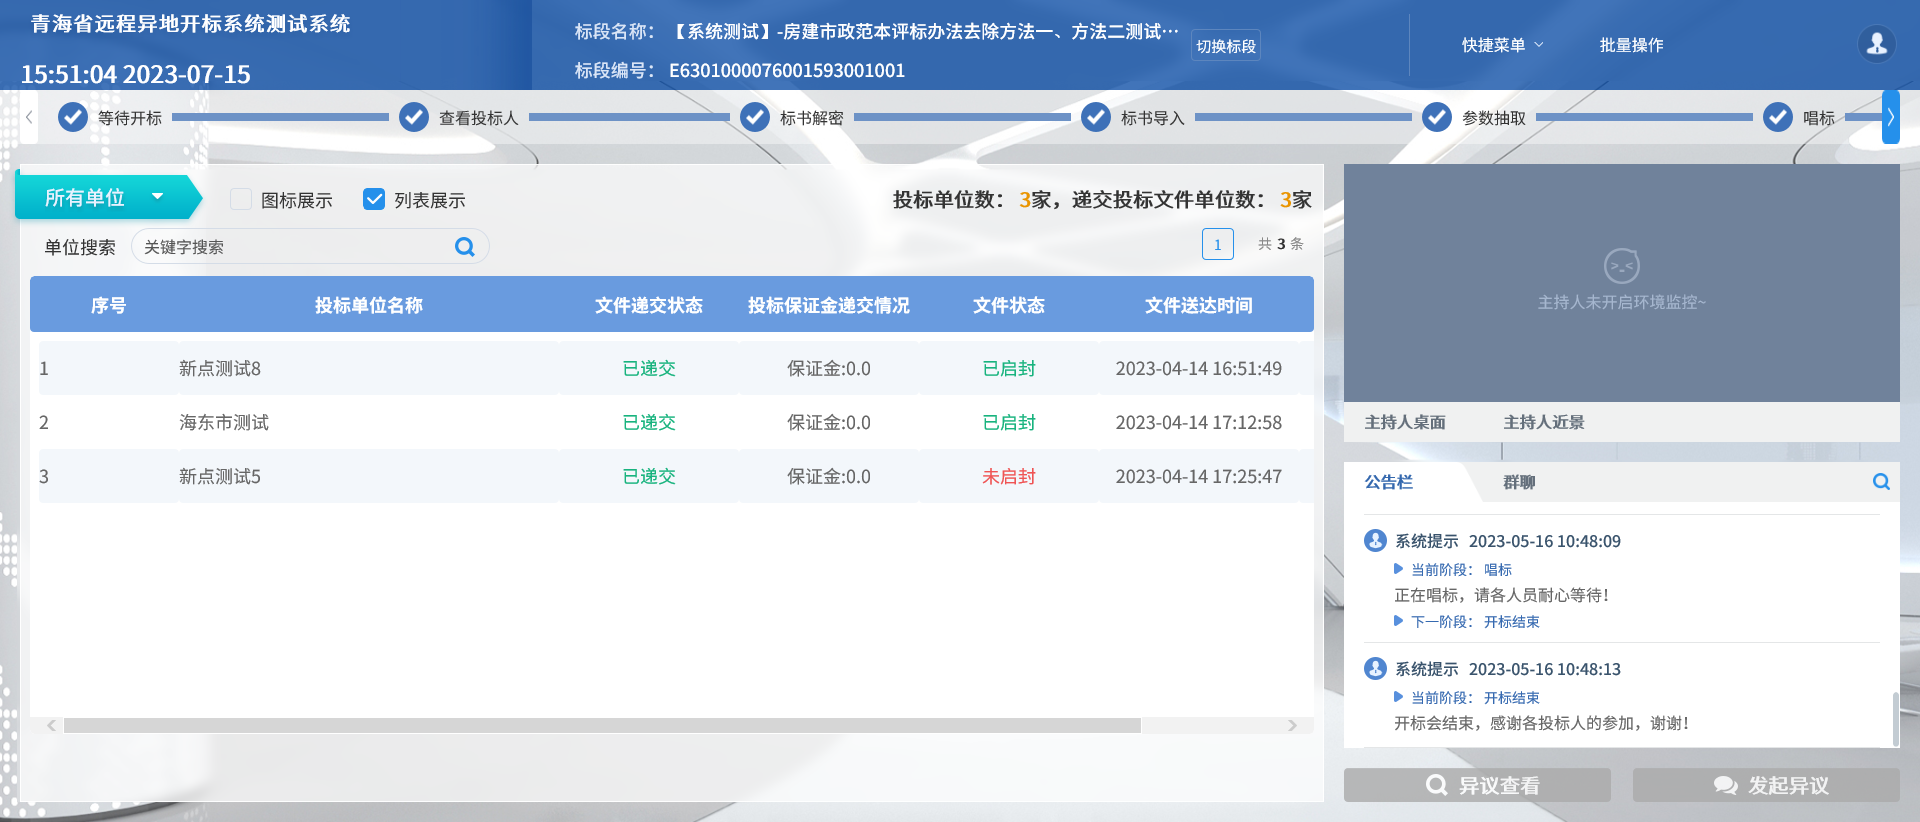 青海省远程异地开标系统测试系统
15:51:04 2023-07-15
标段名称： 【系统测试】-房建市政范本评标办法去除方法一、方法二测试…
标段编号： E6301000076001593001001
切换标段
快捷菜单
批量操作
等待开标
查看投标人
标书解密
标书导入
参数抽取
唱标
所有单位
图标展示
列表展示
投标单位数： 3家，递交投标文件单位数： 3家
单位搜索
关键字搜索
1
共 3 条
序号 投标单位名称 文件递交状态 投标保证金递交情况 文件状态 文件送达时间
1 新点测试8 已递交 保证金:0.0 已启封 2023-04-14 16:51:49
2 海东市测试 已递交 保证金:0.0 已启封 2023-04-14 17:12:58
3 新点测试5 已递交 保证金:0.0 未启封 2023-04-14 17:25:47
主持人未开启环境监控~
主持人桌面
主持人近景
公告栏
群聊
系统提示 2023-05-16 10:48:09
当前阶段： 唱标
正在唱标，请各人员耐心等待！
下一阶段： 开标结束
系统提示 2023-05-16 10:48:13
当前阶段： 开标结束
开标会结束，感谢各投标人的参加，谢谢！
异议查看
发起异议